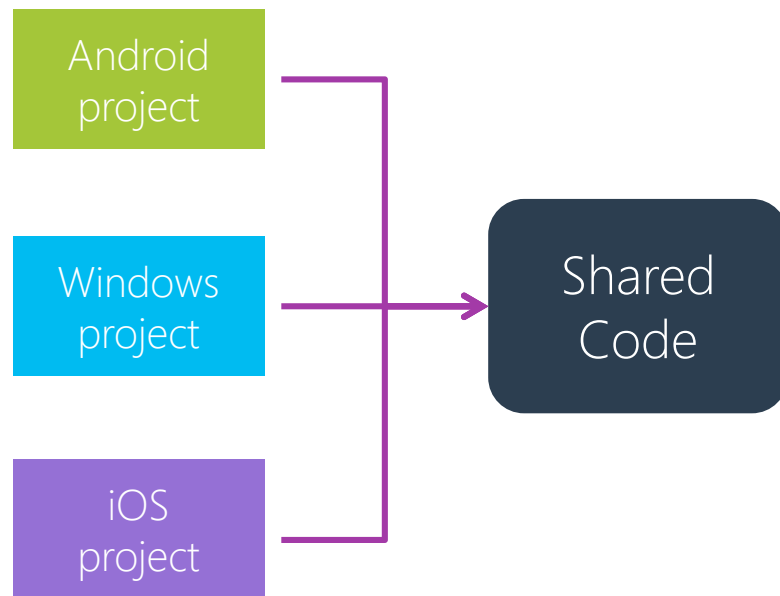 Android
project
Windows
project
iOS
project
Shared
Code